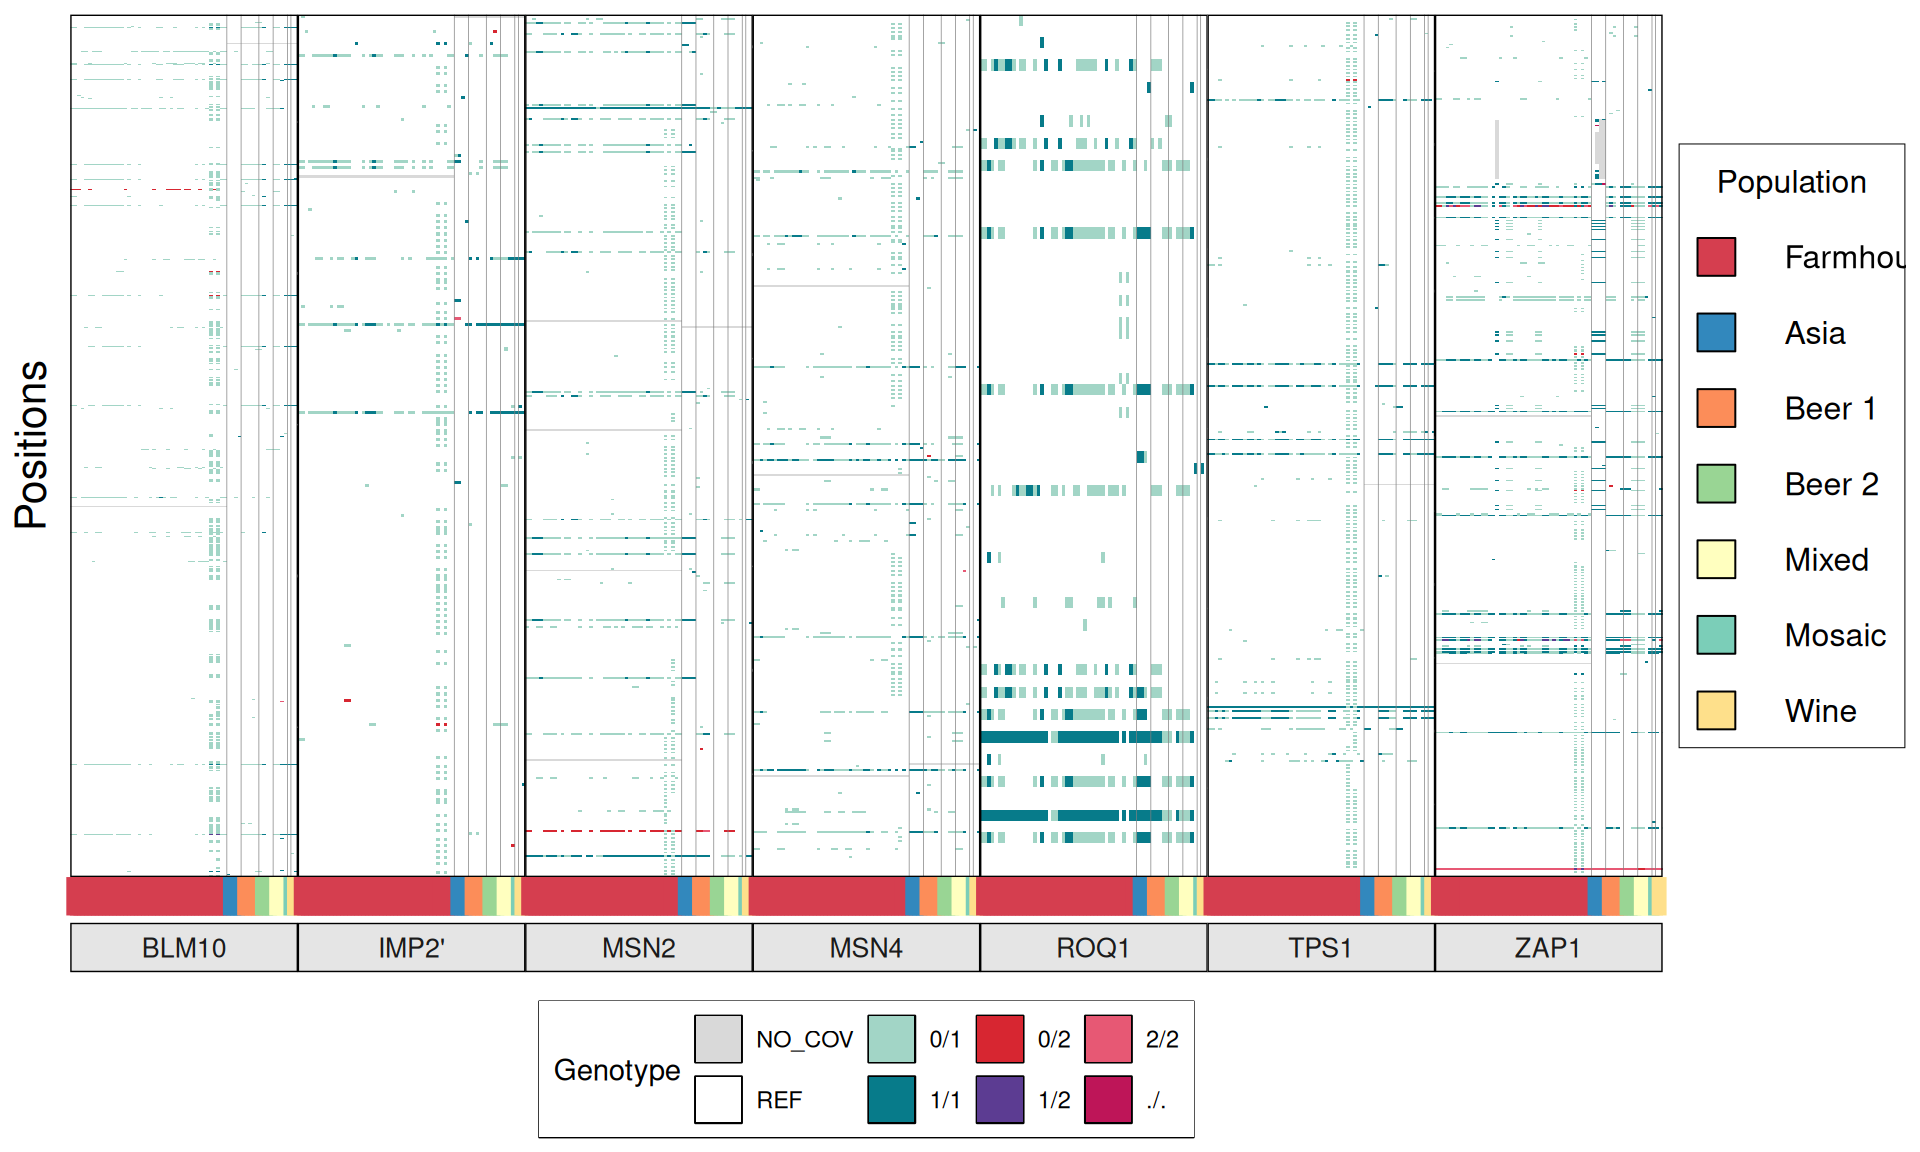 Positions
Population
Farmhou
Asia
Beer 1
Beer 2
Mixed
Mosaic
Wine
BLM10 IMP2' MSN2 MSN4 ROQ1 TPS1 ZAP1
Genotype
NO_COV 0/1 0/2 2/2
REF 1/1 1/2 ./.